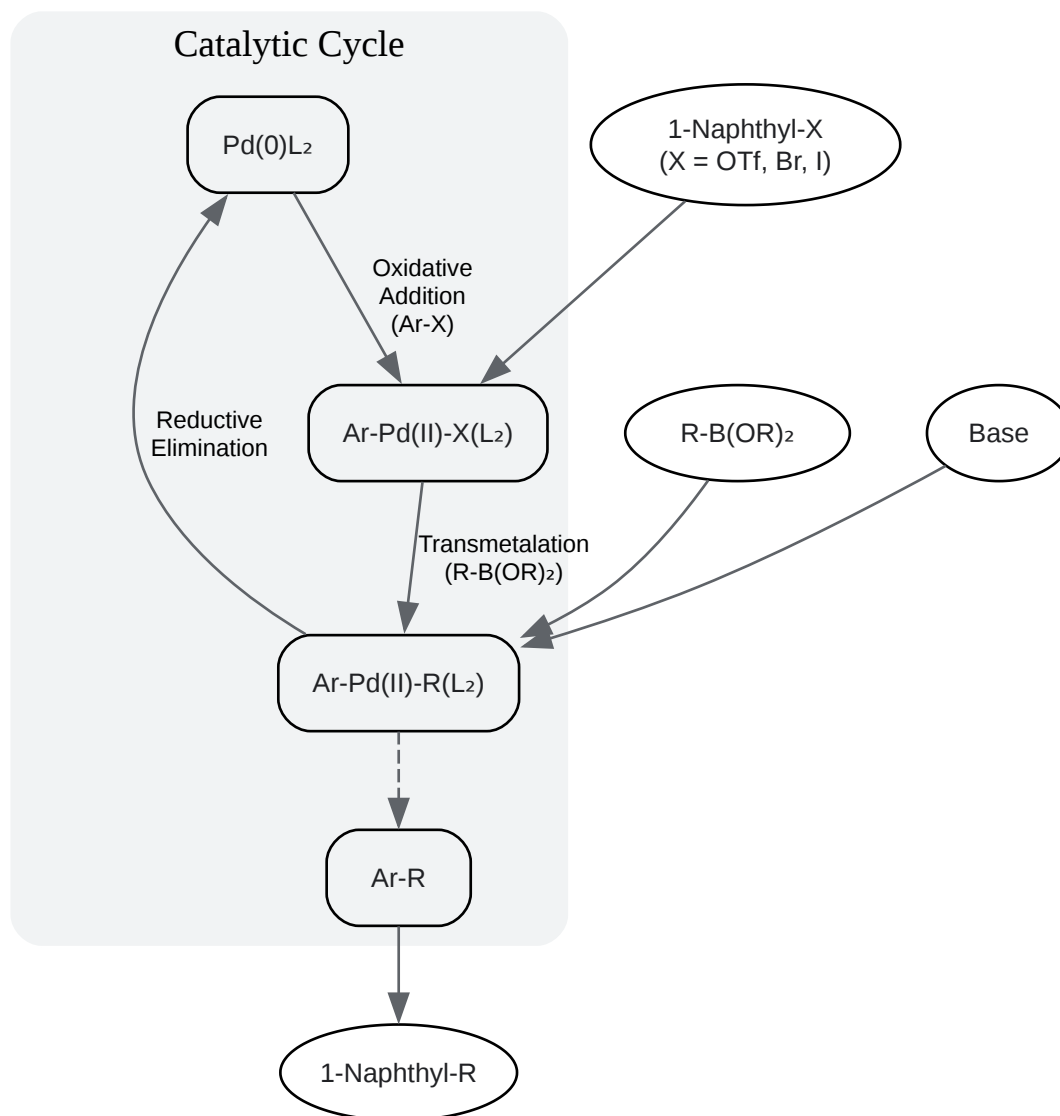 Catalytic Cycle
Pd(0)L₂
1-Naphthyl-X
(X = OTf, Br, I)
Oxidative
Addition
(Ar-X)
Reductive
Elimination
Ar-Pd(II)-X(L₂)
R-B(OR)₂
Base
Transmetalation
(R-B(OR)₂)
Ar-Pd(II)-R(L₂)
Ar-R
1-Naphthyl-R